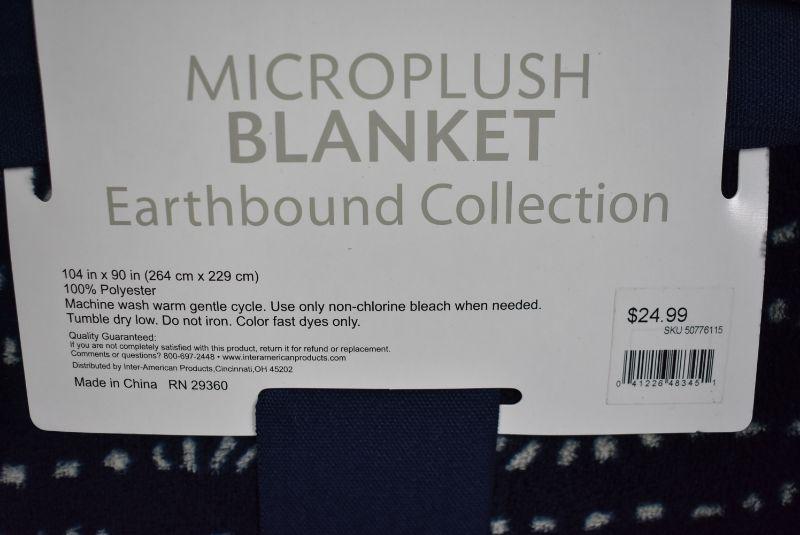 MICROPLUSH
BLANKET
Earthbound Collection
104 in x 90 in (264 cm x 229 cm)
100% Polyester
Machine wash warm gentle cycle. Use only non-chlorine bleach when needed.
Tumble dry low. Do not iron. Color fast dyes only.
Quality Guaranteed:
If you are not completely satisfied with this product, return it for refund or replacement.
Comments or questions? 800-697-2448 • www.interamericanproducts.com
Distributed by Inter-American Products,Cincinnati,OH 45202
Made in China RN 29360
$24.99
SKU 50776115
0 41226 48345 1